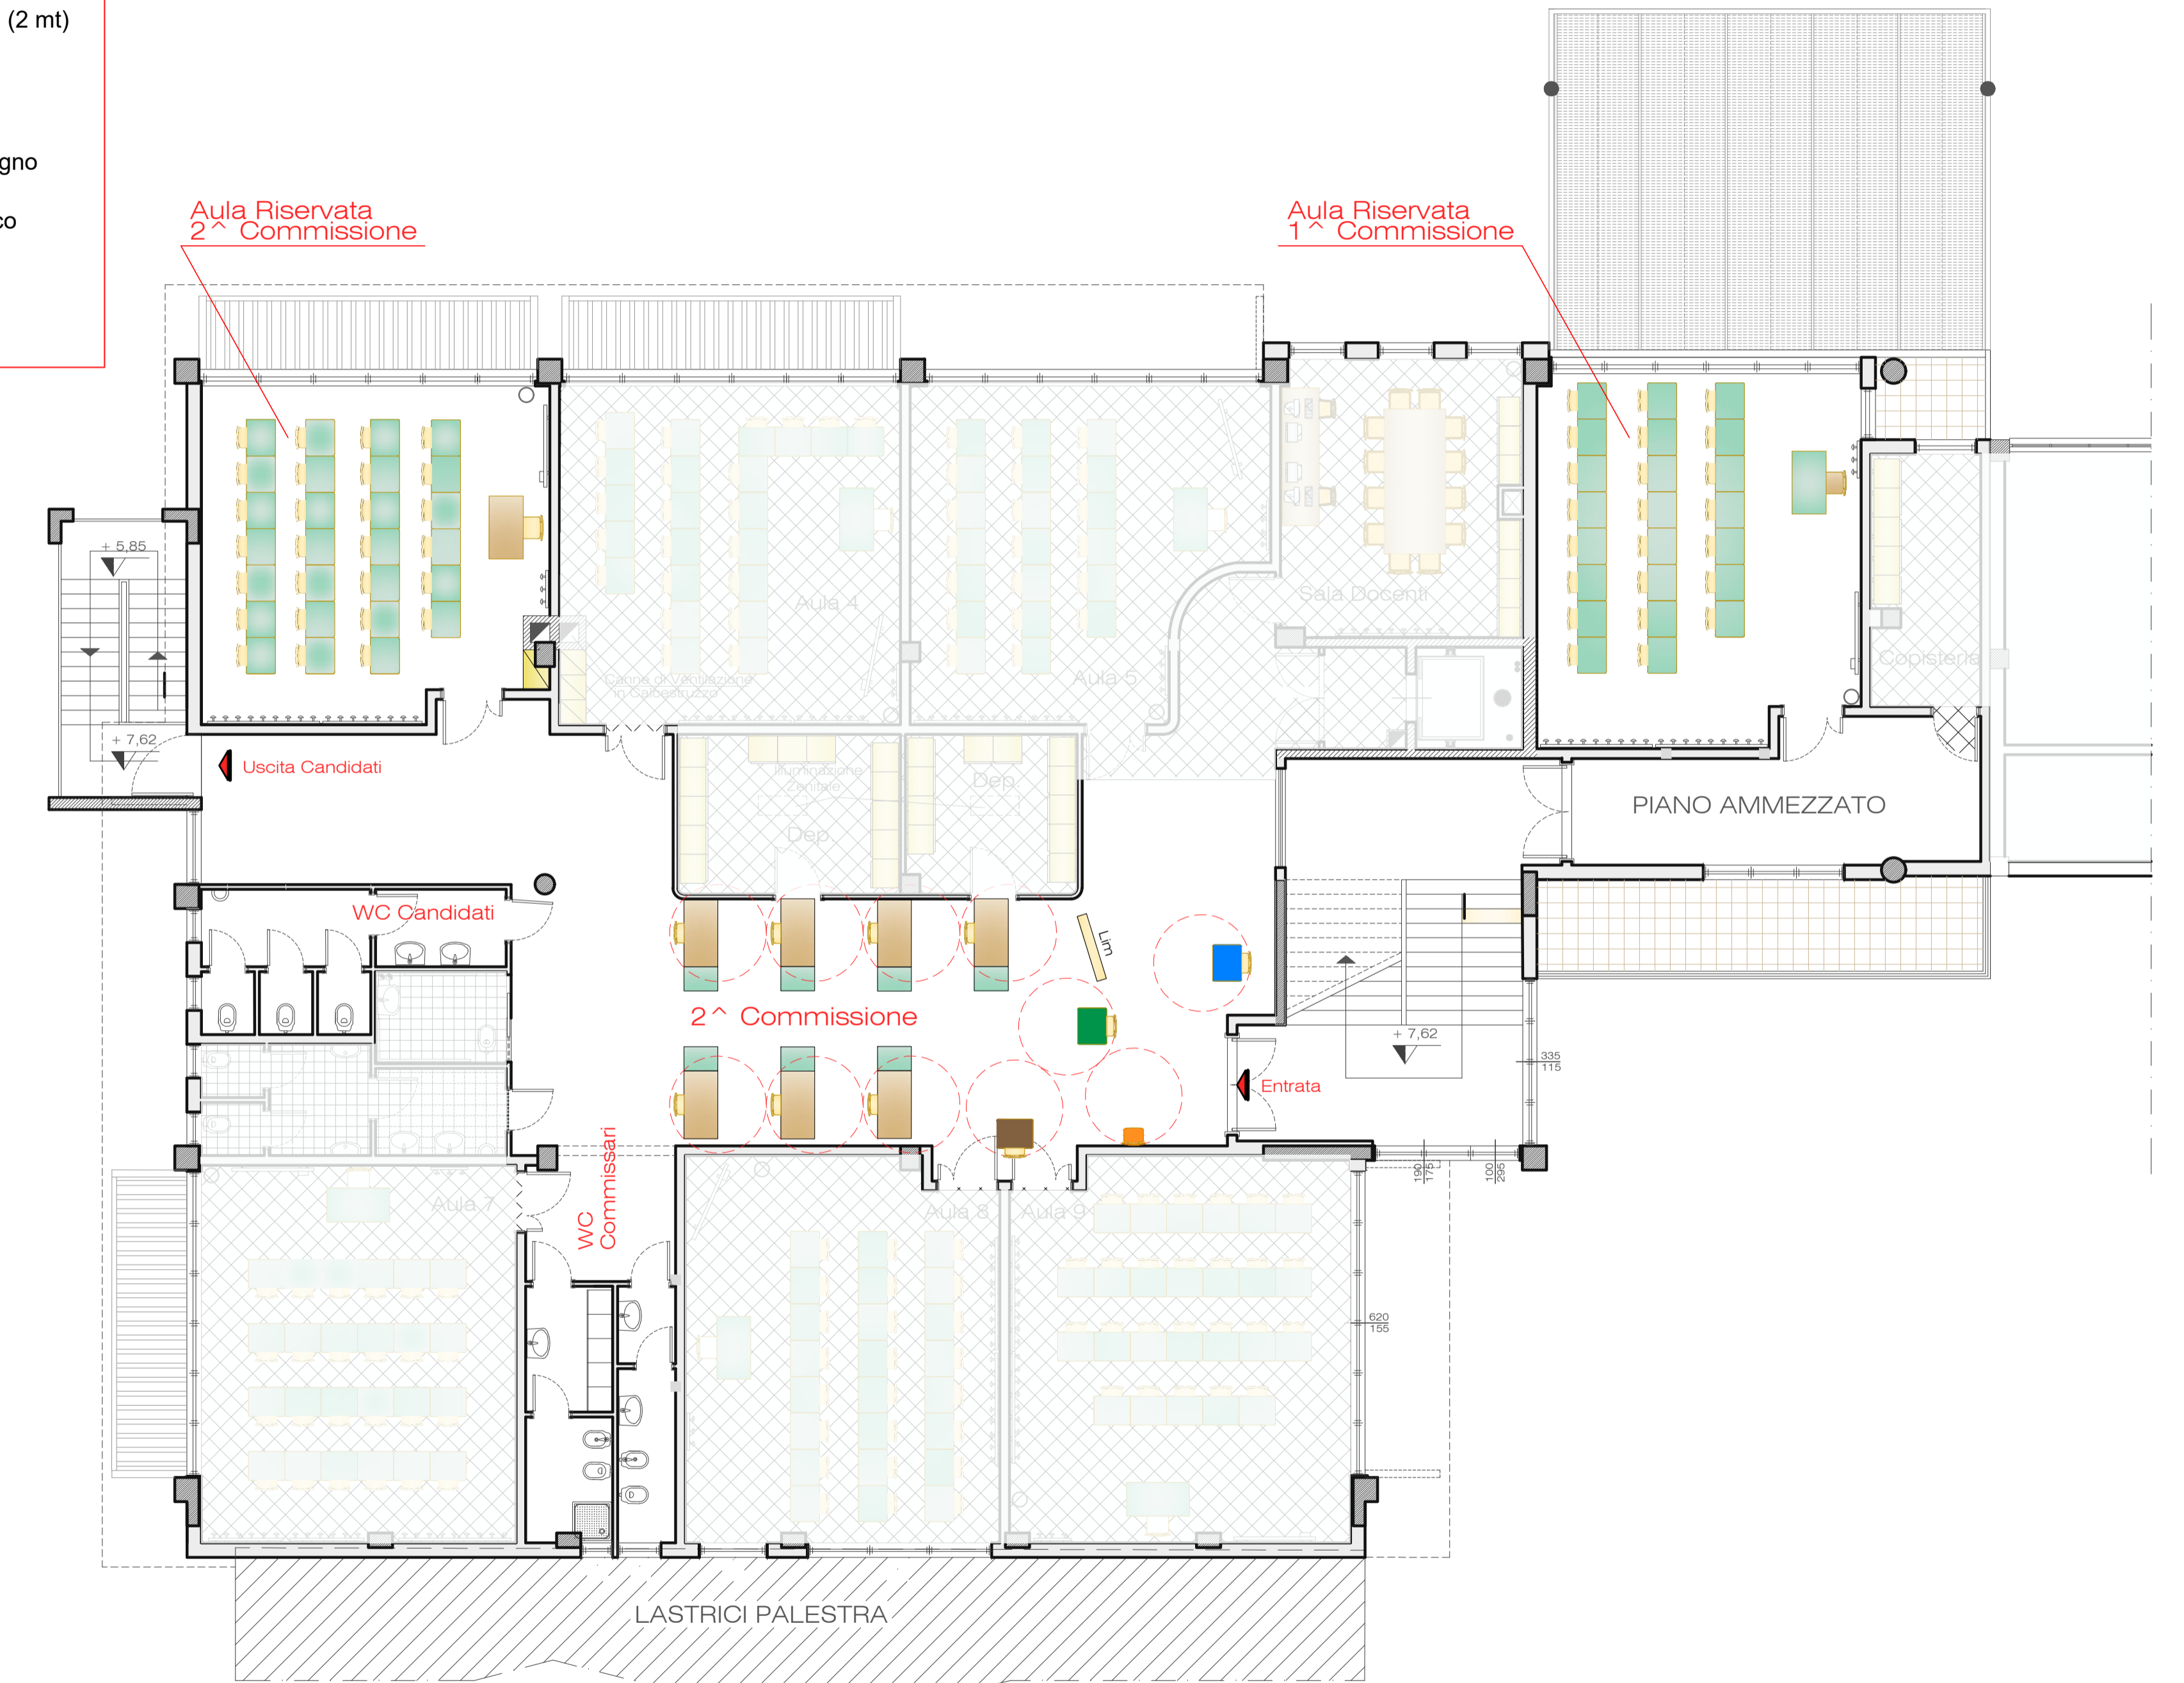 (2 mt)
gno
co
Aula Riservata
2^ Commissione
Aula Riservata
1^ Commissione
+ 5,85
+ 7,62
Uscita Candidati
Aula 4
Canne di Ventilazione
in Calcestruzzo
Aula 5
Sala Docenti
Copisteria
Illuminazione
Zenitale
Dep.
Dep.
PIANO AMMEZZATO
WC Candidati
Lim
2^ Commissione
+ 7,62
335
115
Entrata
190
175
100
295
WC
Commissari
Aula 7
Aula 8
Aula 9
620
155
LASTRICI PALESTRA